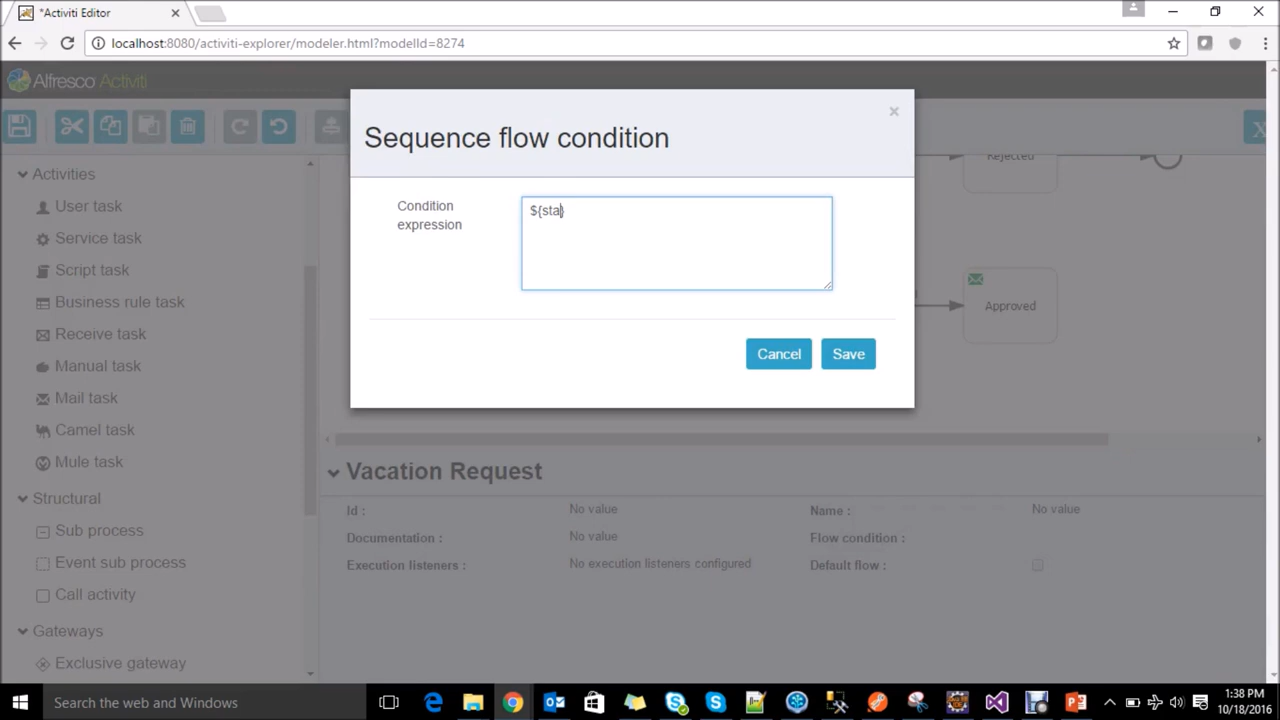 *Activiti Editor
localhost:8080/activiti-explorer/modeler.html?modelId=8274
Alfresco Activiti
Sequence flow condition
Condition expression
${sta}
Cancel
Save
Activities
User task
Service task
Script task
Business rule task
Receive task
Manual task
Mail task
Camel task
Mule task
Structural
Sub process
Event sub process
Call activity
Gateways
Exclusive gateway
Rejected
Approved
Vacation Request
Id :
No value
Name :
No value
Documentation :
No value
Flow condition :
Execution listeners :
No execution listeners configured
Default flow :
Search the web and Windows
1:38 PM
10/18/2016